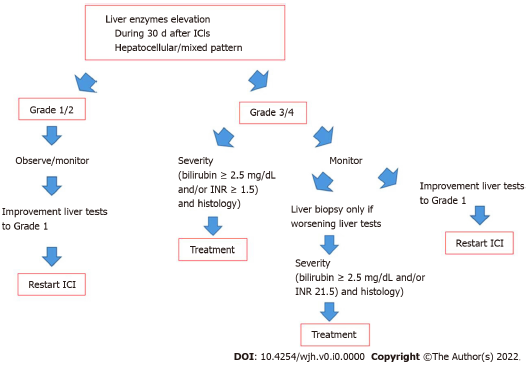 Liver enzymes elevation
During 30 d after ICIs
Hepatocellular/mixed pattern
Grade 1/2
Grade 3/4
Observe/monitor
Severity
(bilirubin ≥ 2.5 mg/dL
and/or INR ≥ 1.5)
and histology)
Monitor
Improvement liver tests
to Grade 1
Improvement liver tests
to Grade 1
Liver biopsy only if
worsening liver tests
Treatment
Restart ICI
Restart ICI
Severity
(bilirubin ≥ 2.5 mg/dL and/or
INR 21.5) and histology)
Treatment
DOI: 10.4254/wjh.v0.i0.0000 Copyright ©The Author(s) 2022.